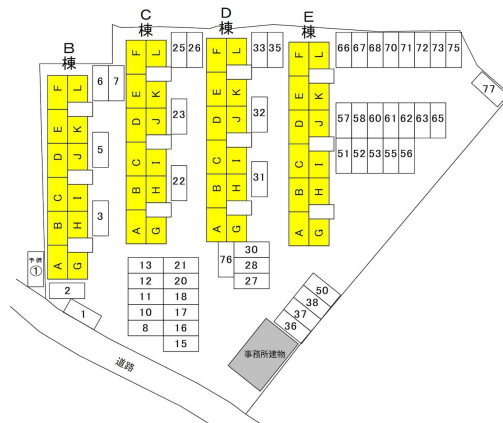 B棟
C棟
D棟
E棟
F L
E K
D J
C I
B H
A G
F L
E K
D J
C I
B H
A G
F L
E K
D J
C I
B H
A G
F L
E K
D J
C I
B H
A G
6 7
5
3
25 26
23
22
33 35
32
31
66 67 68 70 71 72 73 75
77
57 58 60 61 62 63 65
51 52 53 55 56
予備
①
2
1
13 21
12 20
11 18
10 17
8 16
15
76
30
28
27
50
38
37
36
事務所建物
道路